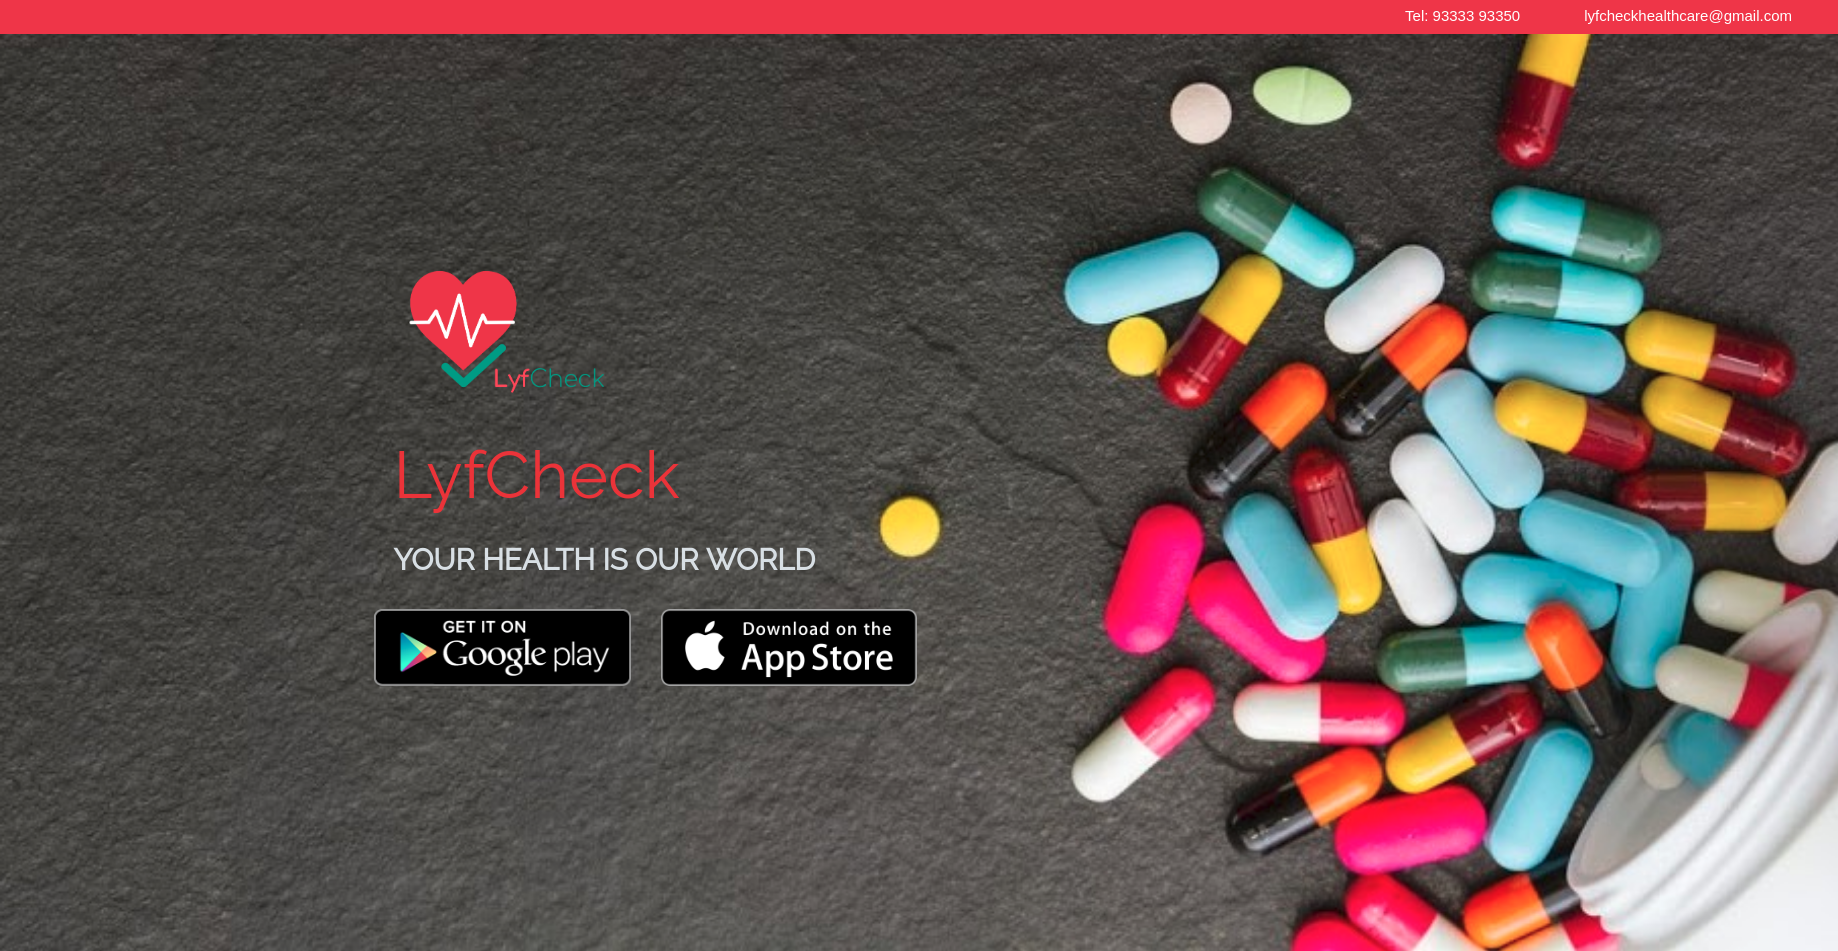 Tel: 93333 93350
lyfcheckhealthcare@gmail.com
LyfCheck
LyfCheck
YOUR HEALTH IS OUR WORLD
GET IT ON
Google play
Download on the
App Store